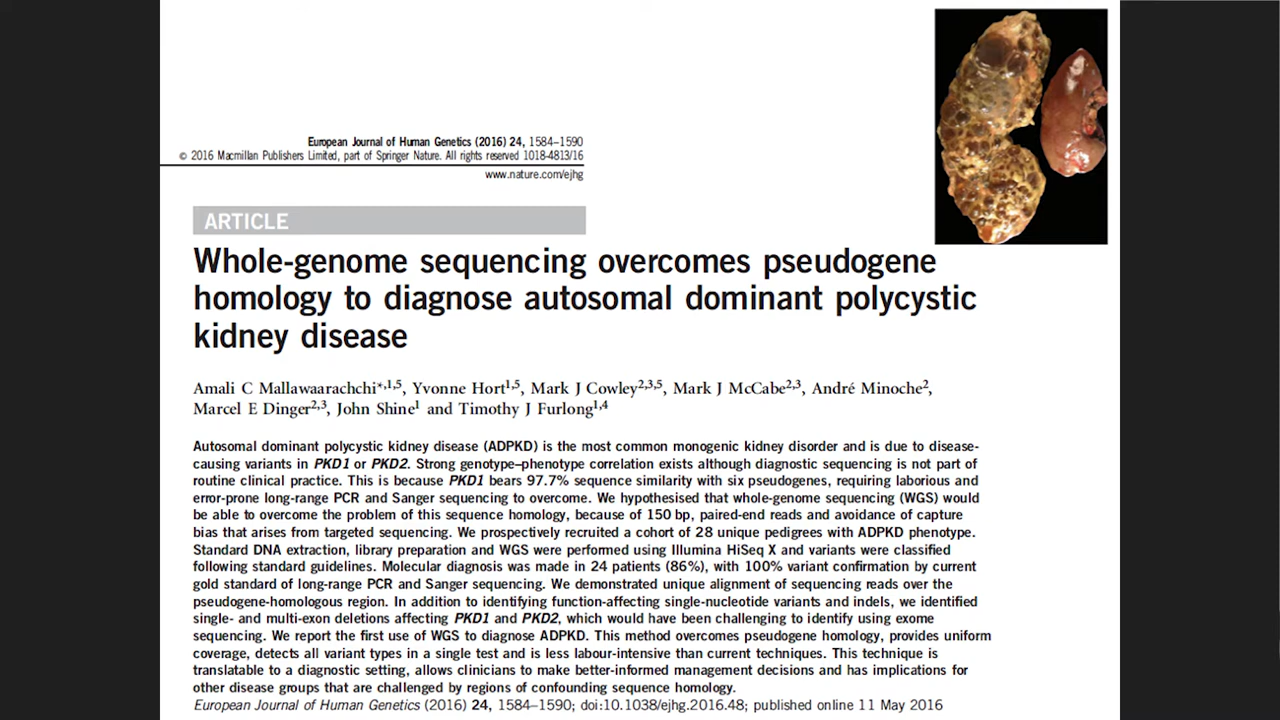 European Journal of Human Genetics (2016) 24, 1584–1590
© 2016 Macmillan Publishers Limited, part of Springer Nature. All rights reserved 1018-4813/16
www.nature.com/ejhg
ARTICLE
Whole-genome sequencing overcomes pseudogene
homology to diagnose autosomal dominant polycystic
kidney disease
Amali C Mallawaarachchi*,1,5, Yvonne Hort1,5, Mark J Cowley2,3,5, Mark J McCabe2,3, André Minoche2,
Marcel E Dinger2,3, John Shine1 and Timothy J Furlong1,4
Autosomal dominant polycystic kidney disease (ADPKD) is the most common monogenic kidney disorder and is due to disease-
causing variants in PKD1 or PKD2. Strong genotype–phenotype correlation exists although diagnostic sequencing is not part of
routine clinical practice. This is because PKD1 bears 97.7% sequence similarity with six pseudogenes, requiring laborious and
error-prone long-range PCR and Sanger sequencing to overcome. We hypothesised that whole-genome sequencing (WGS) would
be able to overcome the problem of this sequence homology, because of 150 bp, paired-end reads and avoidance of capture
bias that arises from targeted sequencing. We prospectively recruited a cohort of 28 unique pedigrees with ADPKD phenotype.
Standard DNA extraction, library preparation and WGS were performed using Illumina HiSeq X and variants were classified
following standard guidelines. Molecular diagnosis was made in 24 patients (86%), with 100% variant confirmation by current
gold standard of long-range PCR and Sanger sequencing. We demonstrated unique alignment of sequencing reads over the
pseudogene-homologous region. In addition to identifying function-affecting single-nucleotide variants and indels, we identified
single- and multi-exon deletions affecting PKD1 and PKD2, which would have been challenging to identify using exome
sequencing. We report the first use of WGS to diagnose ADPKD. This method overcomes pseudogene homology, provides uniform
coverage, detects all variant types in a single test and is less labour-intensive than current techniques. This technique is
translatable to a diagnostic setting, allows clinicians to make better-informed management decisions and has implications for
other disease groups that are challenged by regions of confounding sequence homology.
European Journal of Human Genetics (2016) 24, 1584–1590; doi:10.1038/ejhg.2016.48; published online 11 May 2016